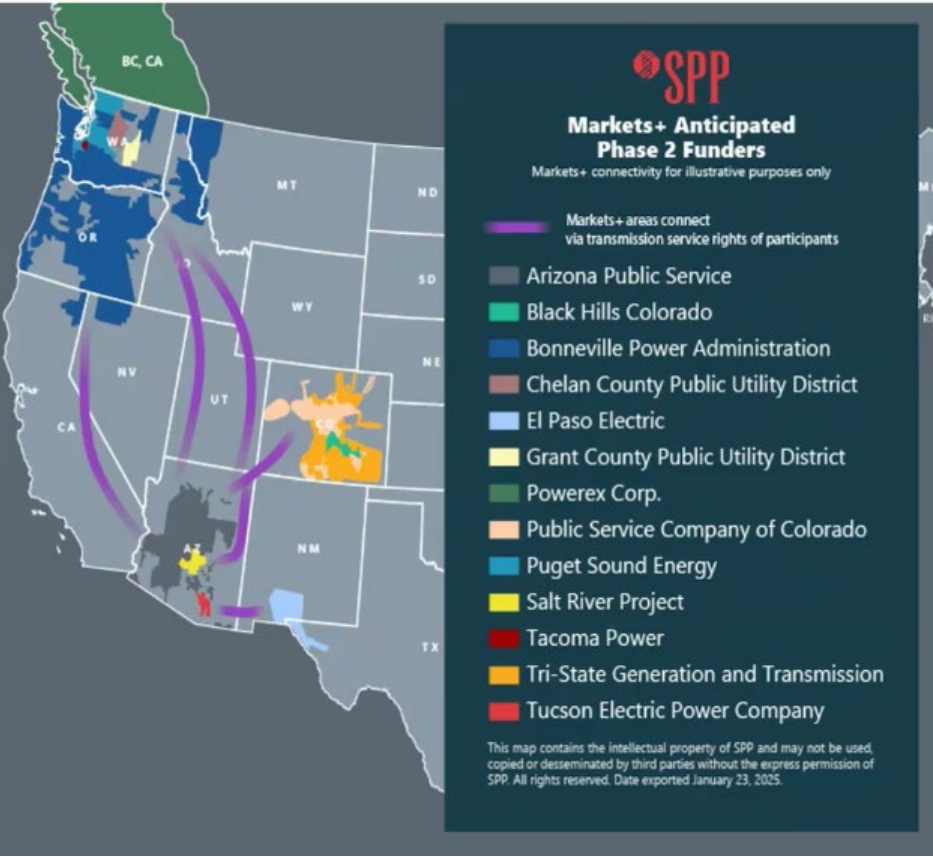 BC, CA
WA
MT
ND
OR
SD
WY
NE
NV
UT
CA
CO
AZ
NM
TX
SPP
Markets+ Anticipated
Phase 2 Funders
Markets+ connectivity for illustrative purposes only
Markets+ areas connect
via transmission service rights of participants
Arizona Public Service
Black Hills Colorado
Bonneville Power Administration
Chelan County Public Utility District
El Paso Electric
Grant County Public Utility District
Powerex Corp.
Public Service Company of Colorado
Puget Sound Energy
Salt River Project
Tacoma Power
Tri-State Generation and Transmission
Tucson Electric Power Company
This map contains the intellectual property of SPP and may not be used,
copied or desseminated by third parties without the express permission of
SPP. All rights reserved. Date exported January 23, 2025.